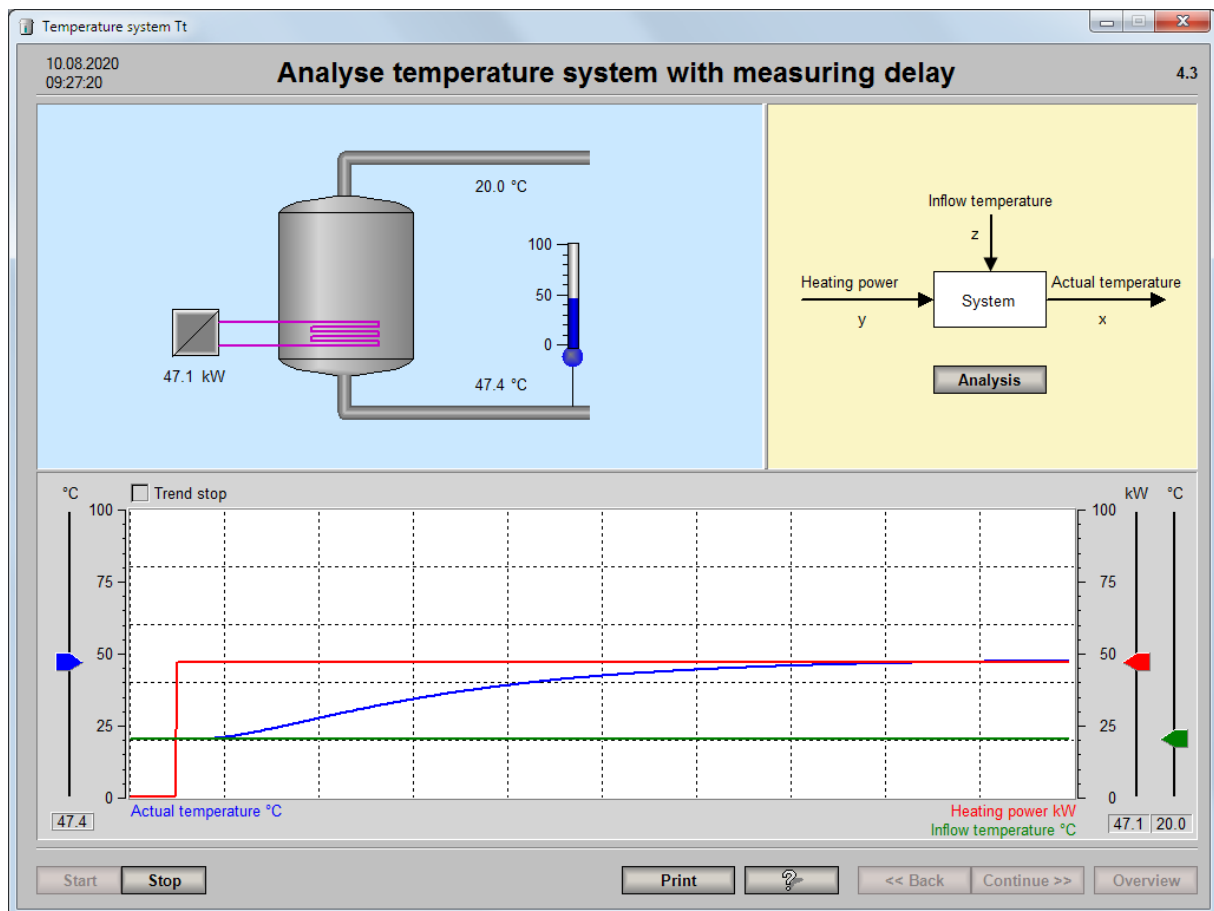 Temperature system Tt
10.08.2020
09:27:20
Analyse temperature system with measuring delay
4.3
20.0 °C
100
50
0
47.1 kW
47.4 °C
Inflow temperature
z
Heating power
System
Actual temperature
y
x
Analysis
°C
Trend stop
kW
°C
100
100
75
75
50
50
25
25
0
0
47.4
Actual temperature °C
Heating power kW
Inflow temperature °C
47.1
20.0
Start
Stop
Print
?
<< Back
Continue >>
Overview